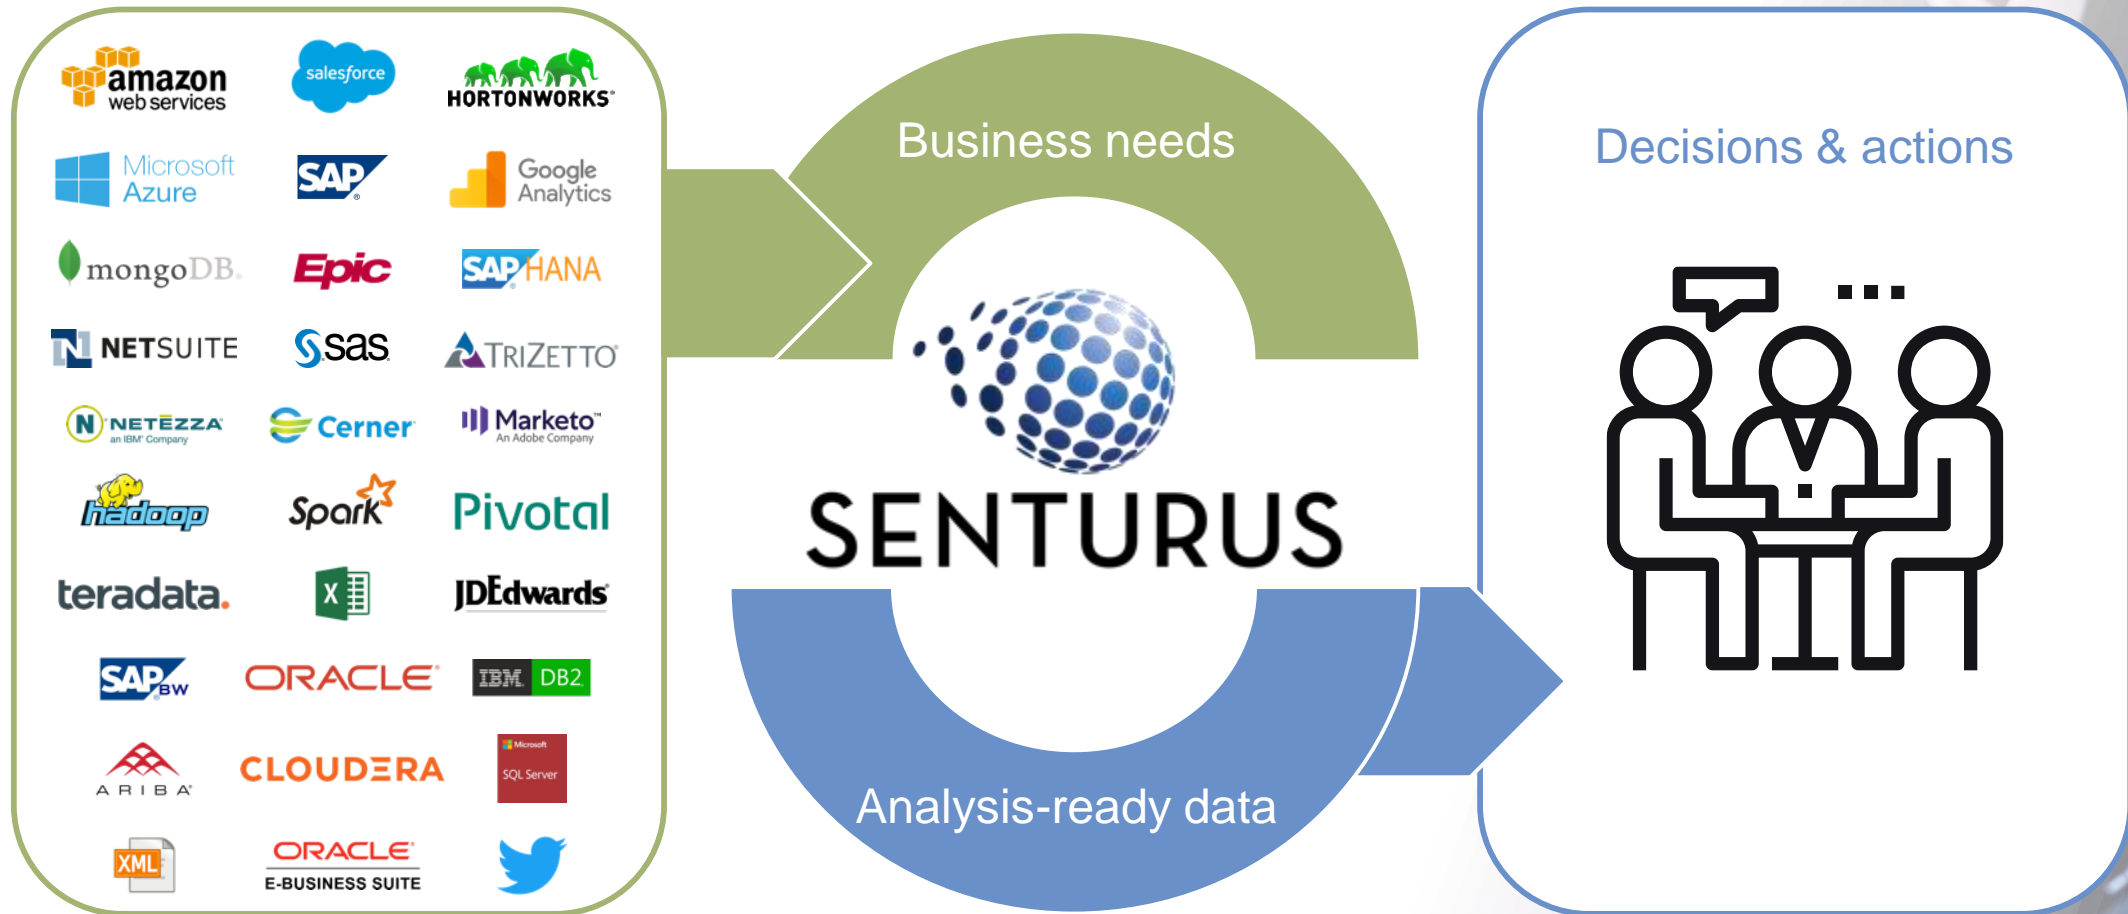 amazon
web services
salesforce
HORTONWORKS®
Microsoft
Azure
SAP®
Google
Analytics
mongoDB®
Epic
SAP® HANA
N NETSUITE
S.sas
TRIZETTO®
N NETĒZZA®
an IBM® Company
Cerner®
Marketo™
An Adobe Company
hadoop
Spark
Pivotal
teradata.
X
JDEdwards®
SAP® BW
ORACLE®
IBM. DB2.
ARIBA®
CLOUDERA
Microsoft
SQL Server
XML
ORACLE®
E-BUSINESS SUITE
Business needs
SENTURUS
Analysis-ready data
Decisions & actions